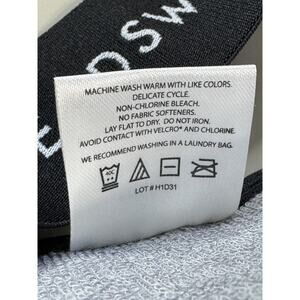 MACHINE WASH WARM WITH LIKE COLORS.
DELICATE CYCLE.
NON-CHLORINE BLEACH.
NO FABRIC SOFTENERS.
LAY FLAT TO DRY. DO NOT IRON.
AVOID CONTACT WITH VELCRO® AND CHLORINE.
WE RECOMMEND WASHING IN A LAUNDRY BAG.
40C
LOT # H1D31